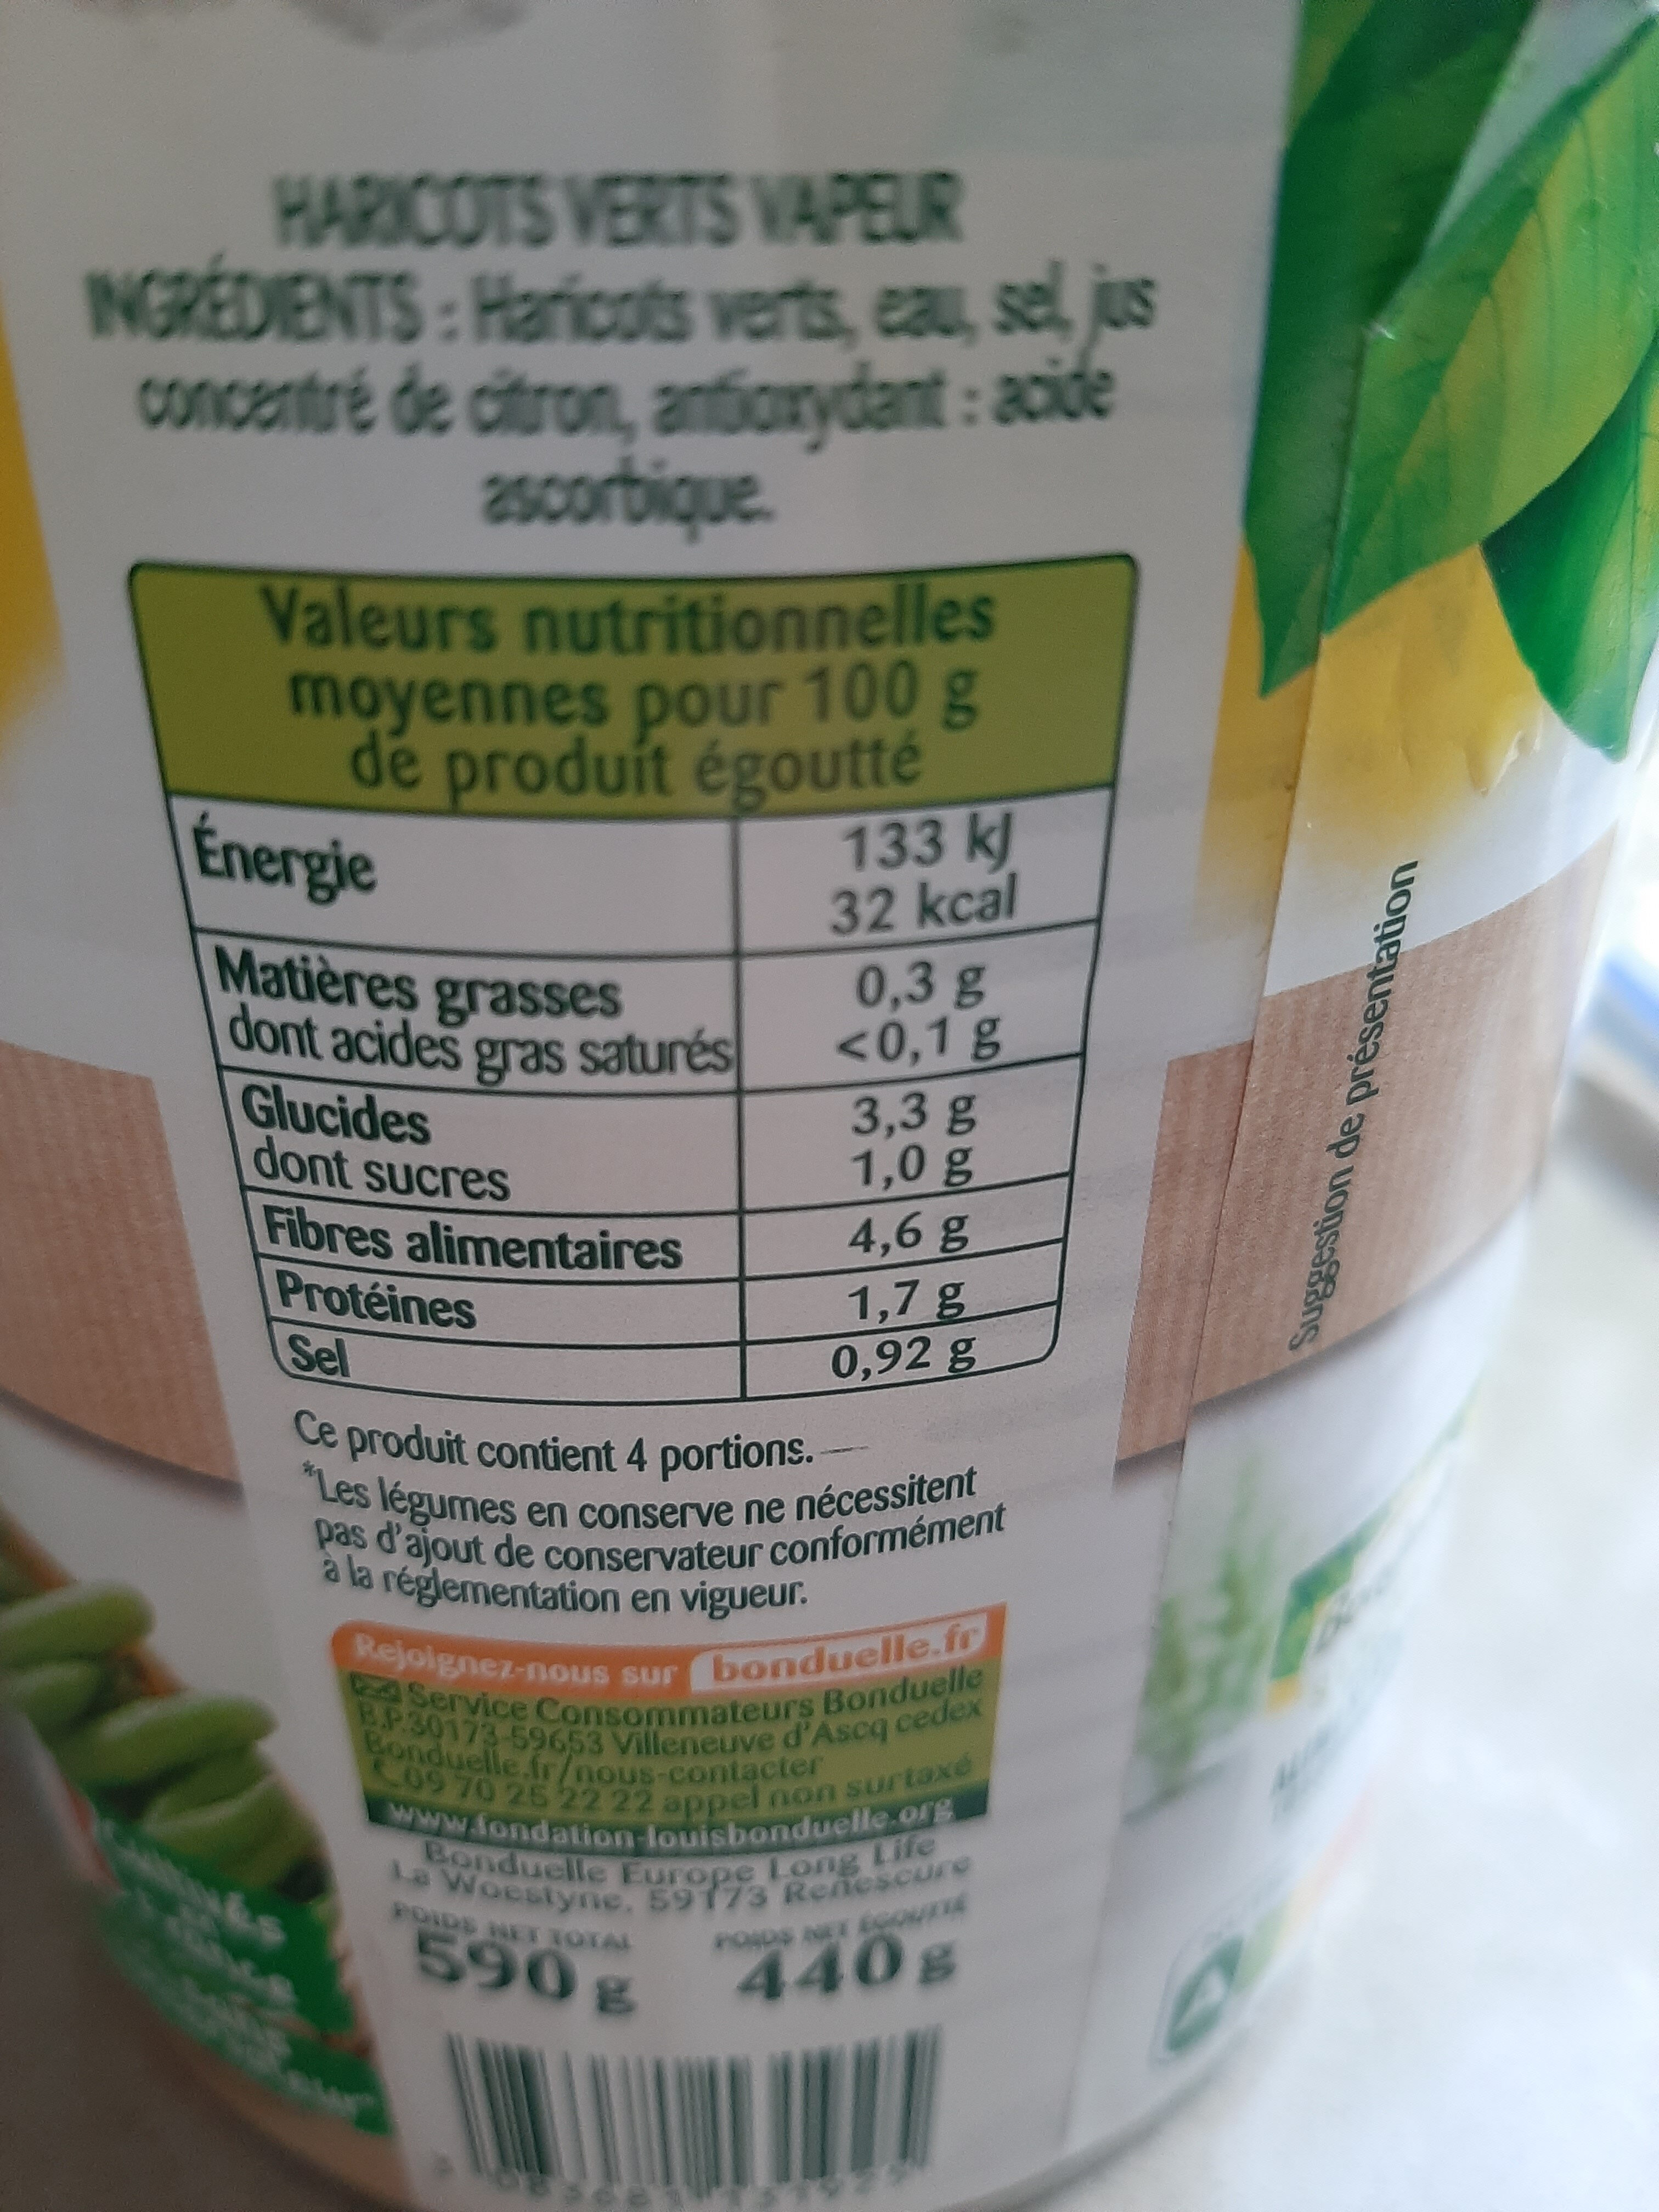 HARICOTS VERTS VAPEUR
INGRÉDIENTS : Haricots verts, eau, sel, jus
concentré de citron, antioxydant : acide
ascorbique.
Valeurs nutritionnelles
moyennes pour 100 g
de produit égoutté
Énergie 133 kJ
32 kcal
Matières grasses 0,3 g
dont acides gras saturés <0,1 g
Glucides 3,3 g
dont sucres 1,0 g
Fibres alimentaires 4,6 g
Protéines 1,7 g
Sel 0,92 g
Ce produit contient 4 portions.
*Les légumes en conserve ne nécessitent
pas d'ajout de conservateur conformément
à la réglementation en vigueur.
Rejoignez-nous sur bonduelle.fr
Service Consommateurs Bonduelle
B.P.30173-59653 Villeneuve d'Ascq cedex
Bonduelle.fr/nous-contacter
09 70 25 22 22 appel non surtaxé
www.fondation-louisbonduelle.org
Bonduelle Europe Long Life
La Woestyne, 59173 Renescure
POIDS NET TOTAL POIDS NET ÉGOUTTÉ
590 g 440 g
Suggestion de présentation
A